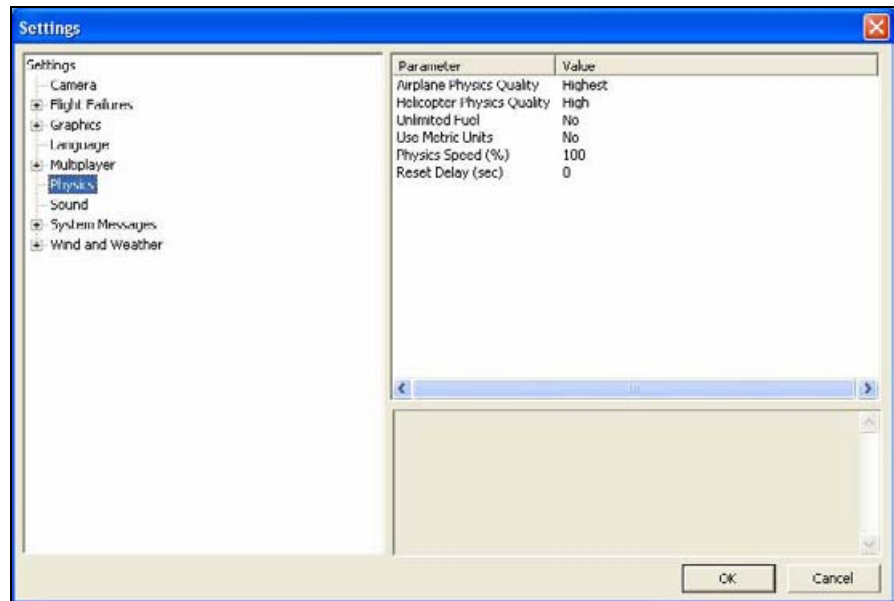 Settings
Settings
Camera
Flight Failures
Graphics
Language
Multiplayer
Physics
Sound
System Messages
Wind and Weather
Parameter Value
Airplane Physics Quality Highest
Helicopter Physics Quality High
Unlimited Fuel No
Use Metric Units No
Physics Speed (%) 100
Reset Delay (sec) 0
OK Cancel